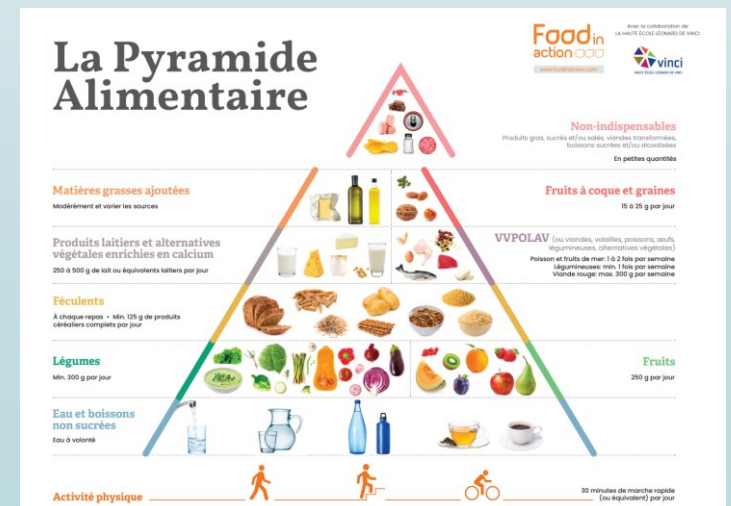 La Pyramide
Alimentaire
Food in
action
www.foodinaction.com
Avec la collaboration de
LA HAUTE ÉCOLE LÉONARD DE VINCI
vinci
HAUTE ÉCOLE LÉONARD DE VINCI
Non-indispensables
Produits gras, sucrés et/ou salés, viandes transformées,
boissons sucrées et/ou alcoolisées
En petites quantités
Matières grasses ajoutées
Modérément et varier les sources
Fruits à coque et graines
15 à 25 g par jour
Produits laitiers et alternatives
végétales enrichies en calcium
250 à 500 g de lait ou équivalents laitiers par jour
VVPOLAV (ou viandes, volailles, poissons, œufs,
légumineuses, alternatives végétales)
Poisson et fruits de mer: 1 à 2 fois par semaine
Légumineuses: min. 1 fois par semaine
Viande rouge: max. 300 g par semaine
Féculents
À chaque repas • Min. 125 g de produits
céréaliers complets par jour
Légumes
Min. 300 g par jour
Fruits
250 g par jour
Eau et boissons
non sucrées
Eau à volonté
Activité physique
30 minutes de marche rapide
(ou équivalent) par jour